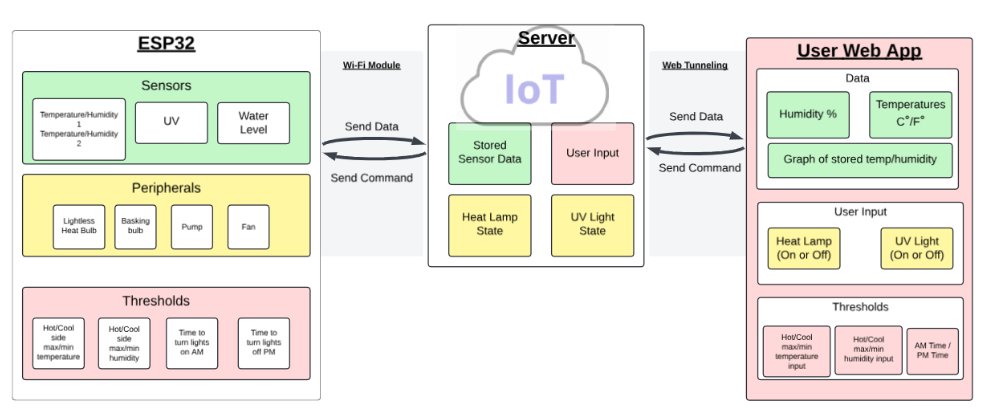 ESP32
Sensors
Temperature/Humidity
1
Temperature/Humidity
2
UV
Water
Level
Peripherals
Lightless
Heat Bulb
Basking
bulb
Pump
Fan
Thresholds
Hot/Cool
side
max/min
temperature
Hot/Cool
side
max/min
humidity
Time to
turn lights
on AM
Time to
turn lights
off PM
Wi-Fi Module
Send Data
Send Command
Server
IoT
Stored
Sensor Data
User Input
Heat Lamp
State
UV Light
State
Web Tunneling
Send Data
Send Command
User Web App
Data
Humidity %
Temperatures
C°/F°
Graph of stored temp/humidity
User Input
Heat Lamp
(On or Off)
UV Light
(On or Off)
Thresholds
Hot/Cool
max/min
temperature
input
Hot/Cool
max/min
humidity input
AM Time /
PM Time